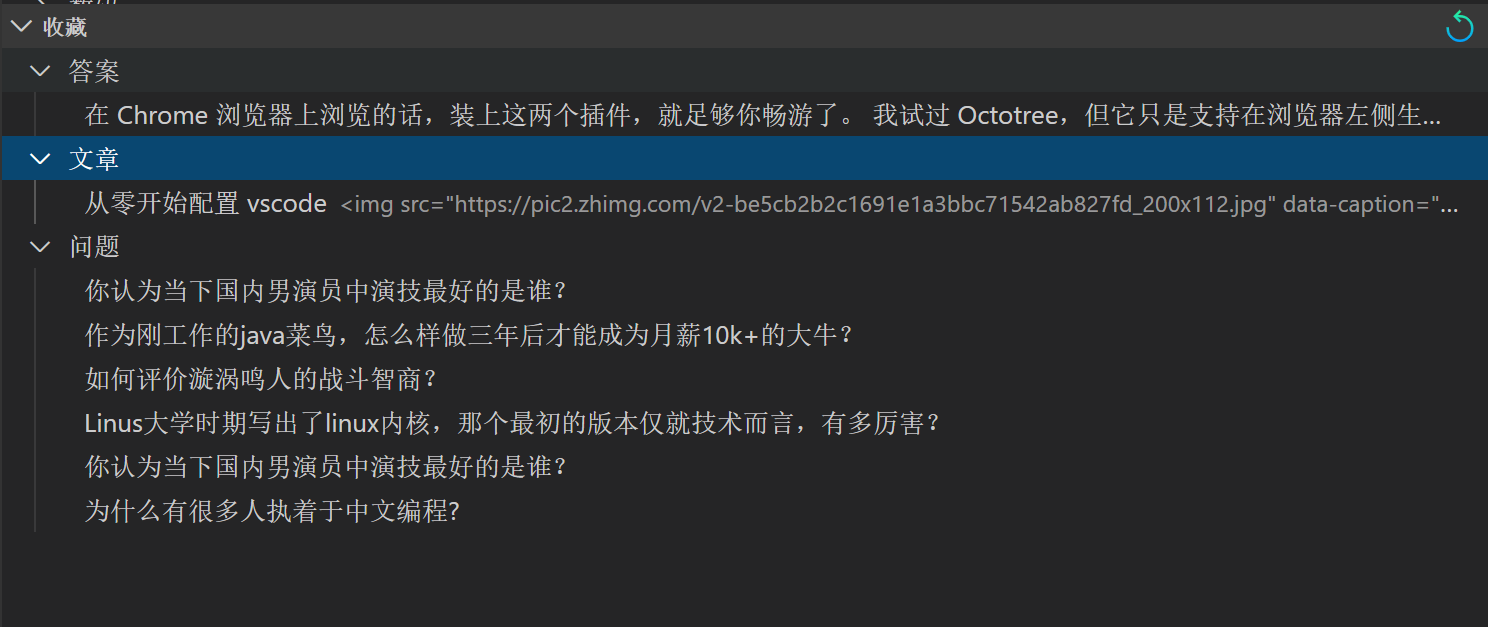 收藏
答案
在 Chrome 浏览器上浏览的话，装上这两个插件，就足够你畅游了。 我试过 Octotree，但它只是支持在浏览器左侧生...
文章
从零开始配置 vscode <img src="https://pic2.zhimg.com/v2-be5cb2b2c1691e1a3bbc71542ab827fd_200x112.jpg" data-caption="...
问题
你认为当下国内男演员中演技最好的是谁？
作为刚工作的java菜鸟，怎么样做三年后才能成为月薪10k+的大牛？
如何评价漩涡鸣人的战斗智商？
Linus大学时期写出了linux内核，那个最初的版本仅就技术而言，有多厉害？
你认为当下国内男演员中演技最好的是谁？
为什么有很多人执着于中文编程?